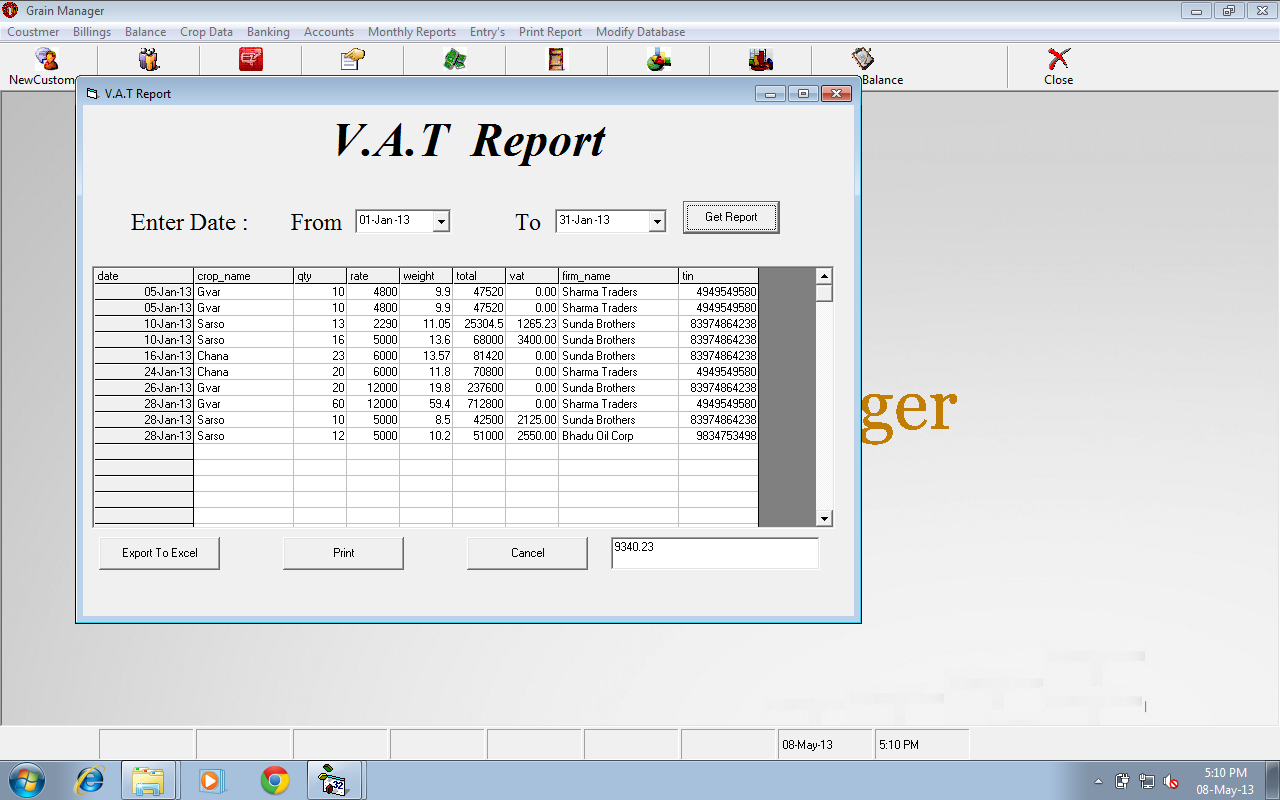 Grain Manager
Coustmer Billings Balance Crop Data Banking Accounts Monthly Reports Entry's Print Report Modify Database
NewCustom Balance Close
V.A.T Report
V.A.T Report
Enter Date : From 01-Jan-13 To 31-Jan-13 Get Report
date crop_name qty rate weight total vat firm_name tin
05-Jan-13 Gvar 10 4800 9.9 47520 0.00 Sharma Traders 4949549580
05-Jan-13 Gvar 10 4800 9.9 47520 0.00 Sharma Traders 4949549580
10-Jan-13 Sarso 13 2290 11.05 25304.5 1265.23 Sunda Brothers 83974864238
10-Jan-13 Sarso 16 5000 13.6 68000 3400.00 Sunda Brothers 83974864238
16-Jan-13 Chana 23 6000 13.57 81420 0.00 Sunda Brothers 83974864238
24-Jan-13 Chana 20 6000 11.8 70800 0.00 Sharma Traders 4949549580
26-Jan-13 Gvar 20 12000 19.8 237600 0.00 Sunda Brothers 83974864238
28-Jan-13 Gvar 60 12000 59.4 712800 0.00 Sharma Traders 4949549580
28-Jan-13 Sarso 10 5000 8.5 42500 2125.00 Sunda Brothers 83974864238
28-Jan-13 Sarso 12 5000 10.2 51000 2550.00 Bhadu Oil Corp 9834753498
ger
Export To Excel Print Cancel 9340.23
08-May-13 5:10 PM
5:10 PM
08-May-13